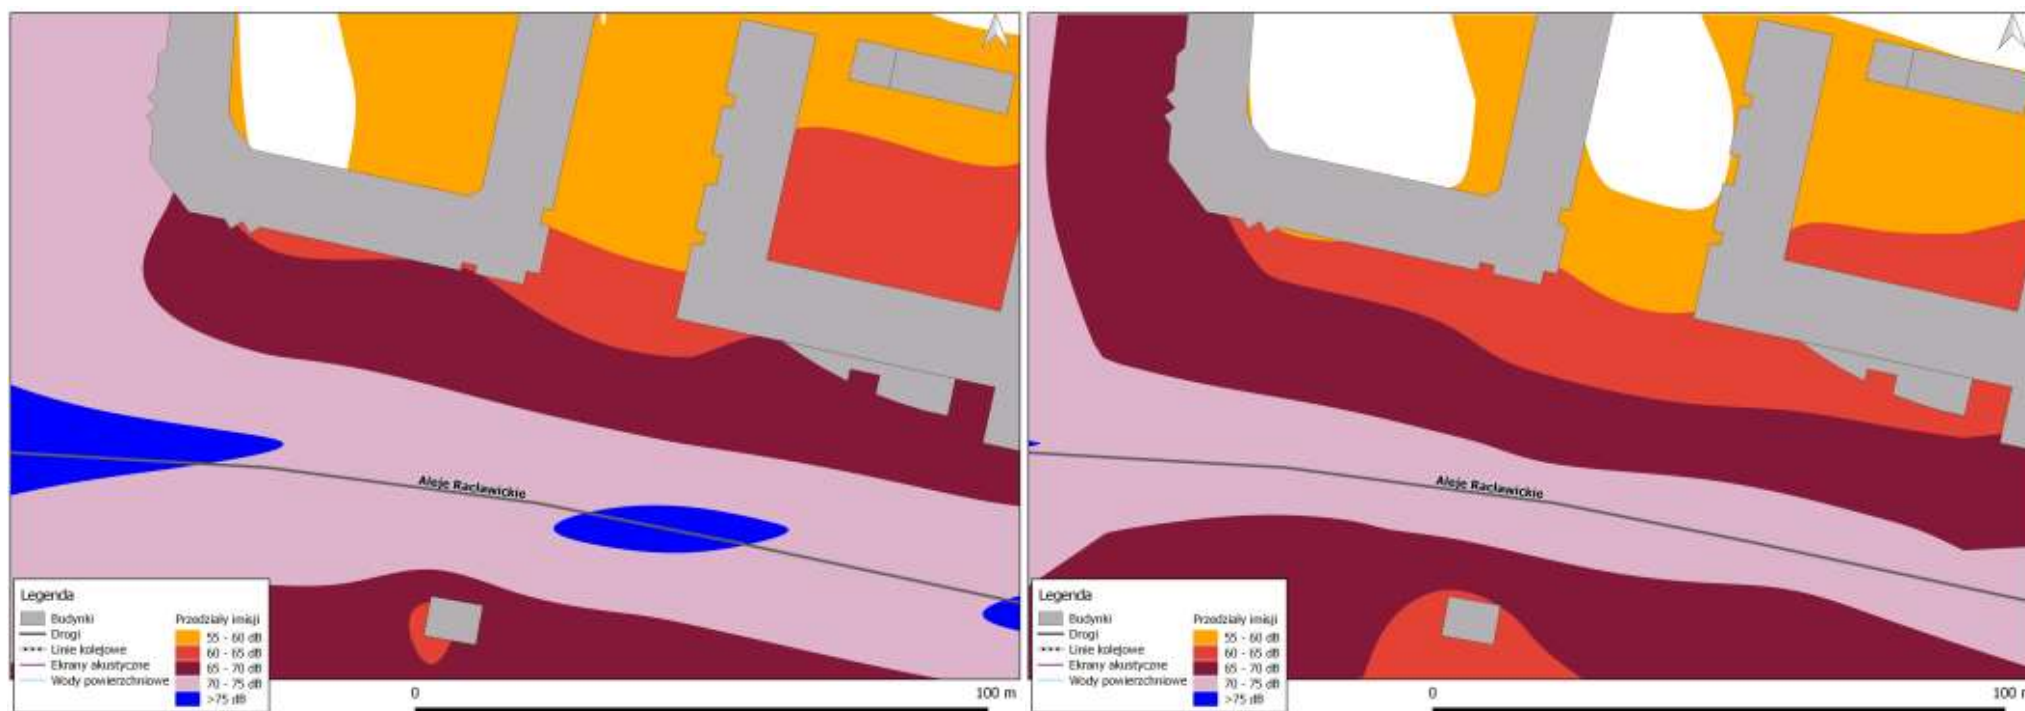 Aleje Racławickie
Legenda
Budynki
Drogi
Linie kolejowe
Ekrany akustyczne
Wody powierzchniowe
Przedziały imisji
55 - 60 dB
60 - 65 dB
65 - 70 dB
70 - 75 dB
>75 dB
0
100 m
Aleje Racławickie
Legenda
Budynki
Drogi
Linie kolejowe
Ekrany akustyczne
Wody powierzchniowe
Przedziały imisji
55 - 60 dB
60 - 65 dB
65 - 70 dB
70 - 75 dB
>75 dB
0
100 m